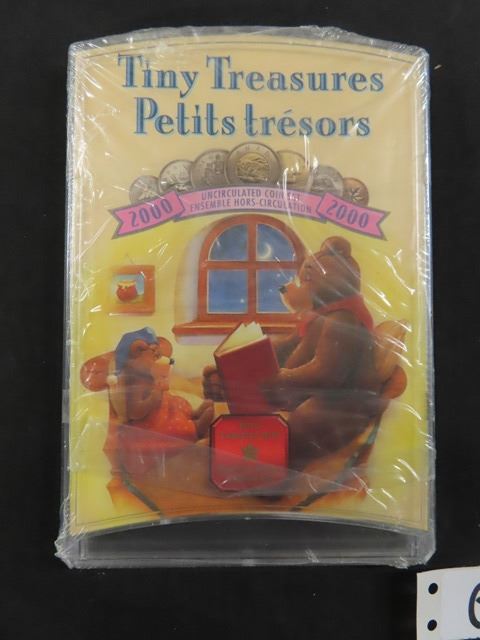 Tiny Treasures
Petits trésors
2000 UNCIRCULATED COIN SET 2000
ENSEMBLE HORS-CIRCULATION